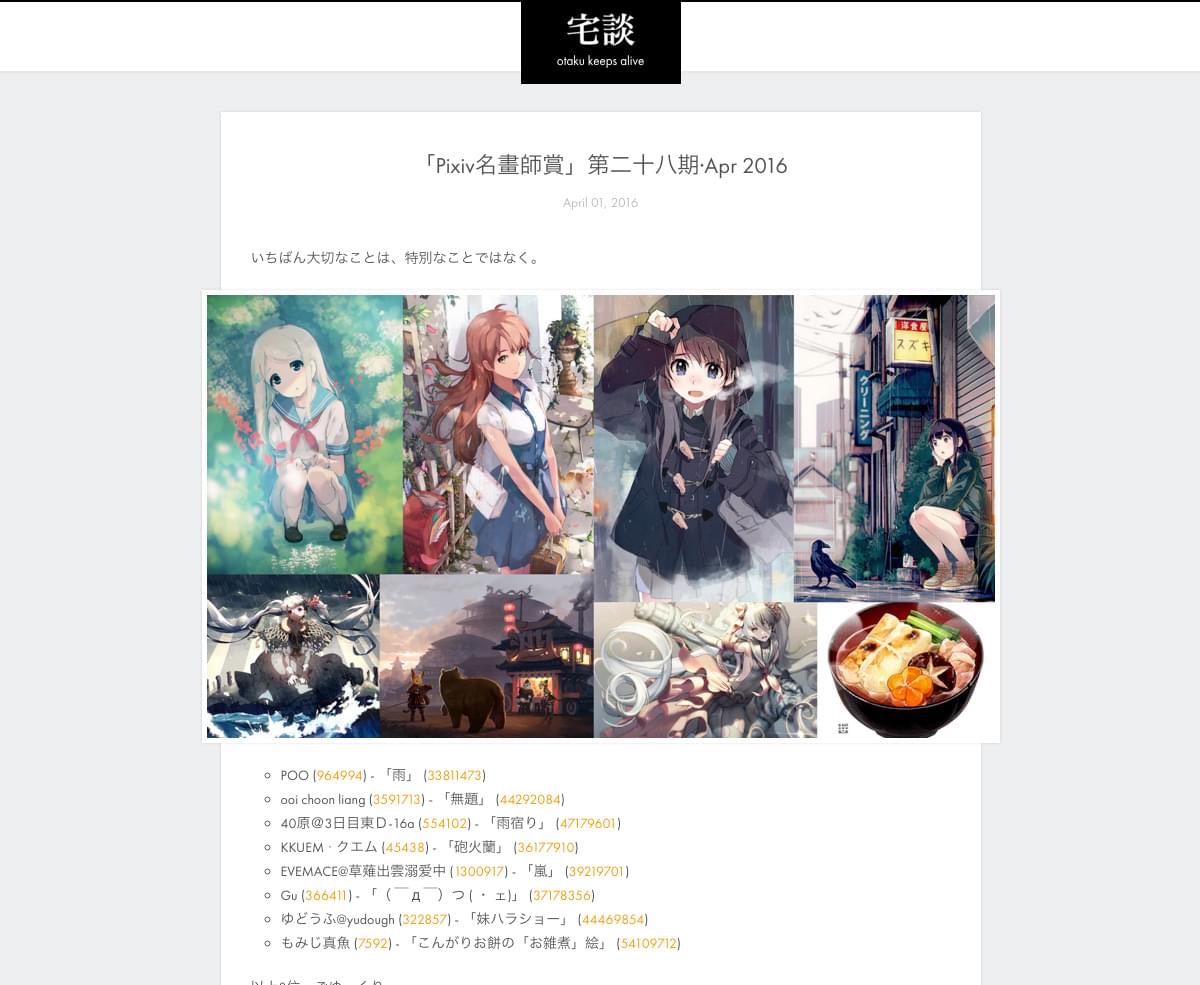 宅談
otaku keeps alive
「Pixiv名畫師賞」第二十八期·Apr 2016
April 01, 2016
いちばん大切なことは、特別なことではなく。
洋食屋
スズキ
クリーニング
POO (964994) - 「雨」 (33811473)
ooi choon liang (3591713) - 「無題」 (44292084)
40原@3日目東Ｄ-16a (554102) - 「雨宿り」 (47179601)
KKUEM · クエム (45438) - 「砲火蘭」 (36177910)
EVEMACE@草薙出雲溺爱中 (1300917) - 「嵐」 (39219701)
Gu (366411) - 「（￣д￣）つ (・ェ)」 (37178356)
ゆどうふ@yudough (322857) - 「妹ハラショー」 (44469854)
もみじ真魚 (7592) - 「こんがりお餅の「お雑煮」絵」 (54109712)